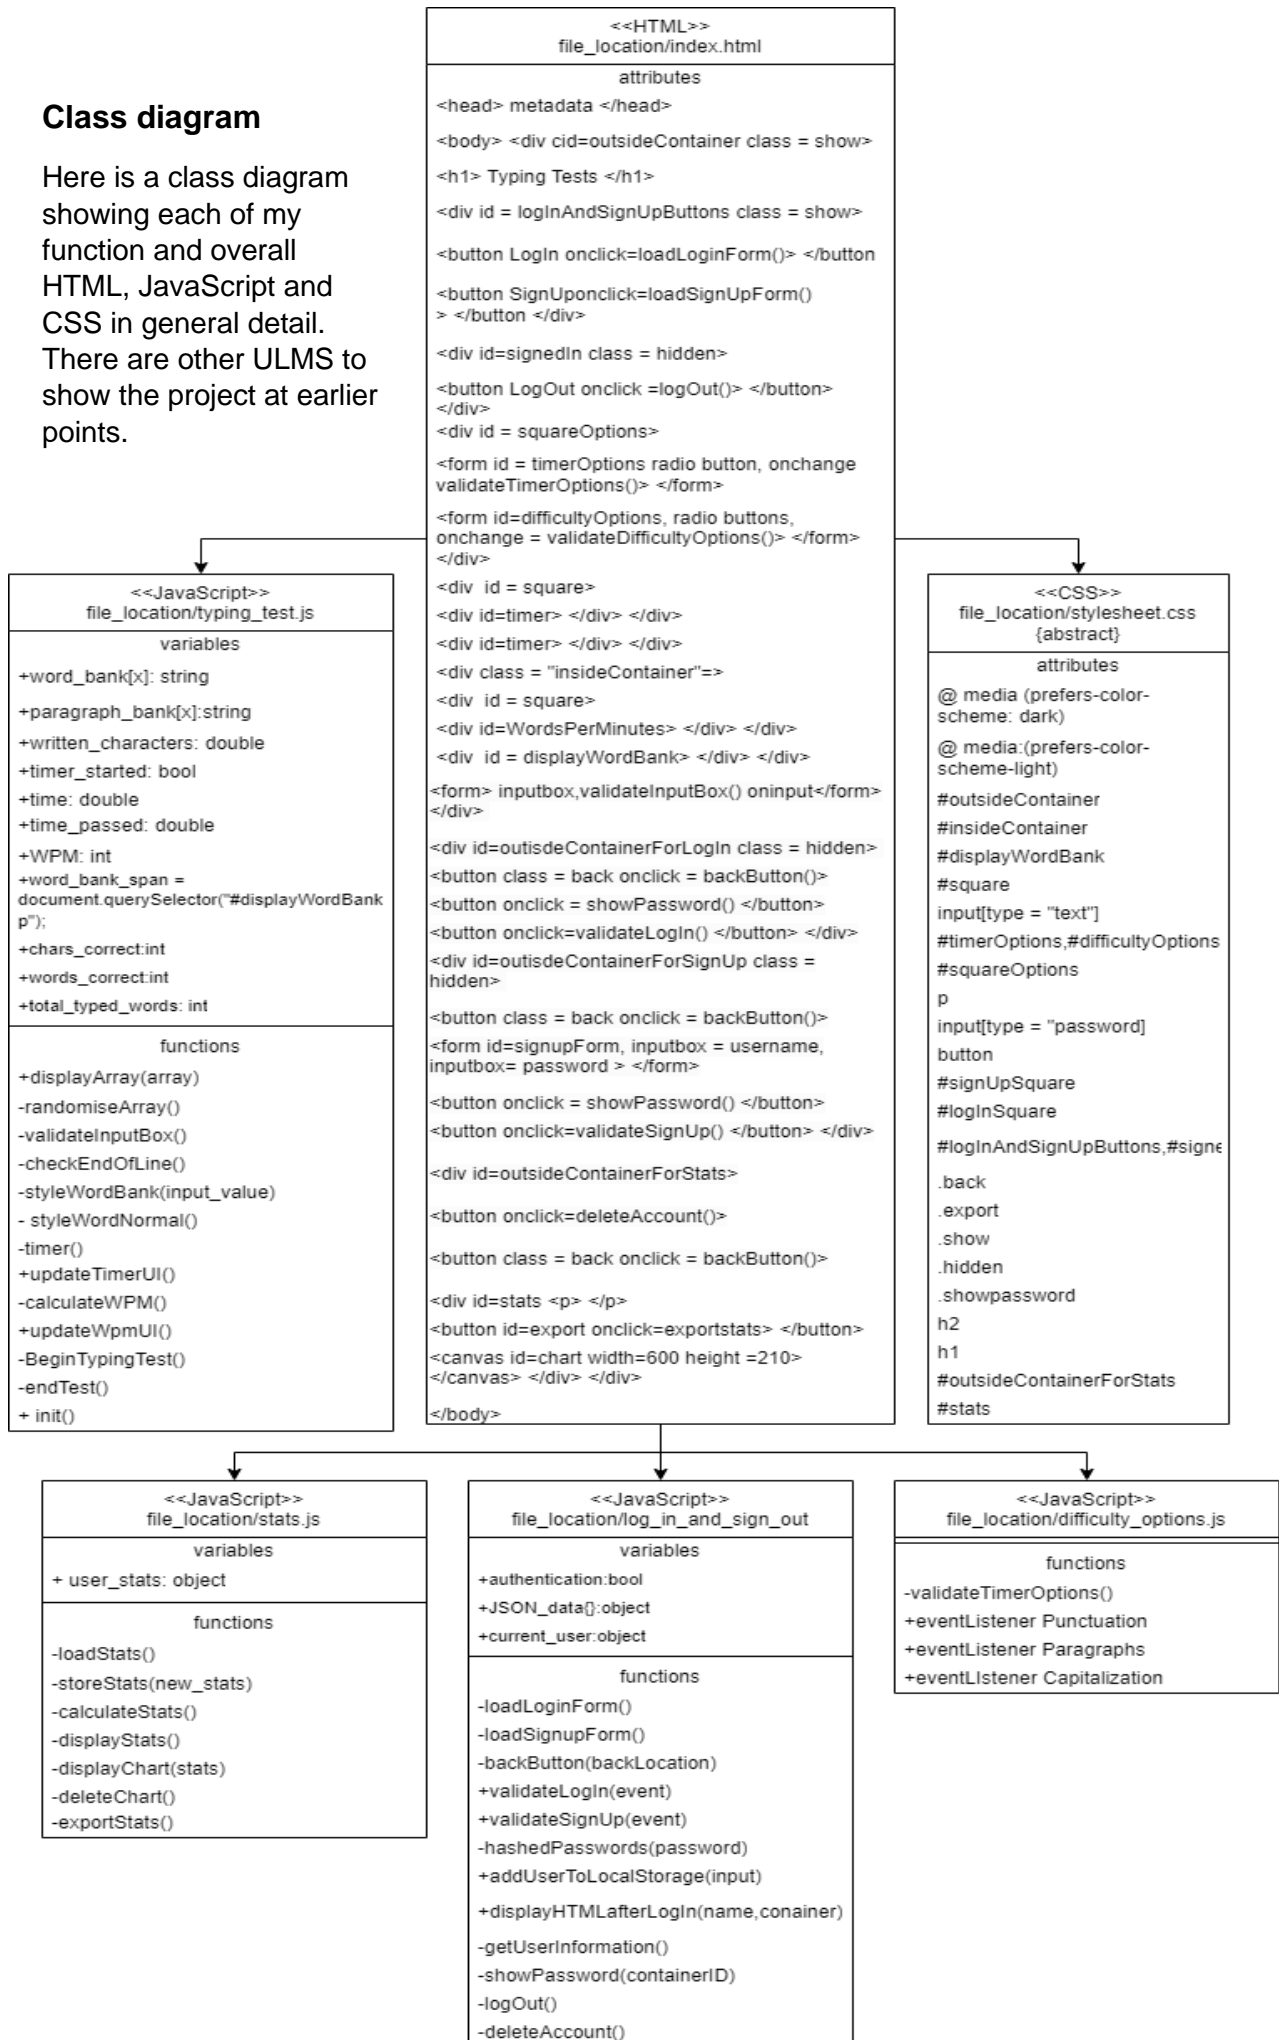 Class diagram
Here is a class diagram
showing each of my
function and overall
HTML, JavaScript and
CSS in general detail.
There are other ULMS to
show the project at earlier
points.
<<HTML>>
file_location/index.html
attributes
<head> metadata </head>
<body> <div cid=outsideContainer class = show>
<h1> Typing Tests </h1>
<div id = logInAndSignUpButtons class = show>
<button LogIn onclick=loadLoginForm()> </button
<button SignUponclick=loadSignUpForm()
> </button </div>
<div id=signedIn class = hidden>
<button LogOut onclick =logOut()> </button>
</div>
<div id = squareOptions>
<form id = timerOptions radio button, onchange
validateTimerOptions()> </form>
<form id=difficultyOptions, radio buttons,
onchange = validateDifficultyOptions()> </form>
</div>
<div  id = square>
<div id=timer> </div> </div>
<div id=timer> </div> </div>
<div class = "insideContainer"=>
<div  id = square>
<div id=WordsPerMinutes> </div> </div>
<div  id = displayWordBank> </div> </div>
<form> inputbox,validateInputBox() oninput</form>
</div>
<div id=outisdeContainerForLogIn class = hidden>
<button class = back onclick = backButton()>
<button onclick = showPassword() </button>
<button onclick=validateLogIn() </button> </div>
<div id=outisdeContainerForSignUp class =
hidden>
<button class = back onclick = backButton()>
<form id=signupForm, inputbox = username,
inputbox= password > </form>
<button onclick = showPassword() </button>
<button onclick=validateSignUp() </button> </div>
<div id=outsideContainerForStats>
<button onclick=deleteAccount()>
<button class = back onclick = backButton()>
<div id=stats <p> </p>
<button id=export onclick=exportstats> </button>
<canvas id=chart width=600 height =210>
</canvas> </div> </div>
</body>
<<JavaScript>>
file_location/typing_test.js
variables
+word_bank[x]: string
+paragraph_bank[x]:string
+written_characters: double
+timer_started: bool
+time: double
+time_passed: double
+WPM: int
+word_bank_span =
document.querySelector("#displayWordBank
p");
+chars_correct:int
+words_correct:int
+total_typed_words: int
functions
+displayArray(array)
-randomiseArray()
-validateInputBox()
-checkEndOfLine()
-styleWordBank(input_value)
- styleWordNormal()
-timer()
+updateTimerUI()
-calculateWPM()
+updateWpmUI()
-BeginTypingTest()
-endTest()
+ init()
<<CSS>>
file_location/stylesheet.css
{abstract}
attributes
@ media (prefers-color-
scheme: dark)
@ media:(prefers-color-
scheme-light)
#outsideContainer
#insideContainer
#displayWordBank
#square
input[type = "text"]
#timerOptions,#difficultyOptions
#squareOptions
p
input[type = "password]
button
#signUpSquare
#logInSquare
#logInAndSignUpButtons,#signe
.back
.export
.show
.hidden
.showpassword
h2
h1
#outsideContainerForStats
#stats
<<JavaScript>>
file_location/stats.js
variables
+ user_stats: object
functions
-loadStats()
-storeStats(new_stats)
-calculateStats()
-displayStats()
-displayChart(stats)
-deleteChart()
-exportStats()
<<JavaScript>>
file_location/log_in_and_sign_out
variables
+authentication:bool
+JSON_data{}:object
+current_user:object
functions
-loadLoginForm()
-loadSignupForm()
-backButton(backLocation)
+validateLogIn(event)
+validateSignUp(event)
-hashedPasswords(password)
+addUserToLocalStorage(input)
+displayHTMLafterLogIn(name,conainer)
-getUserInformation()
-showPassword(containerID)
-logOut()
-deleteAccount()
<<JavaScript>>
file_location/difficulty_options.js
functions
-validateTimerOptions()
+eventListener Punctuation
+eventListener Paragraphs
+eventLIstener Capitalization